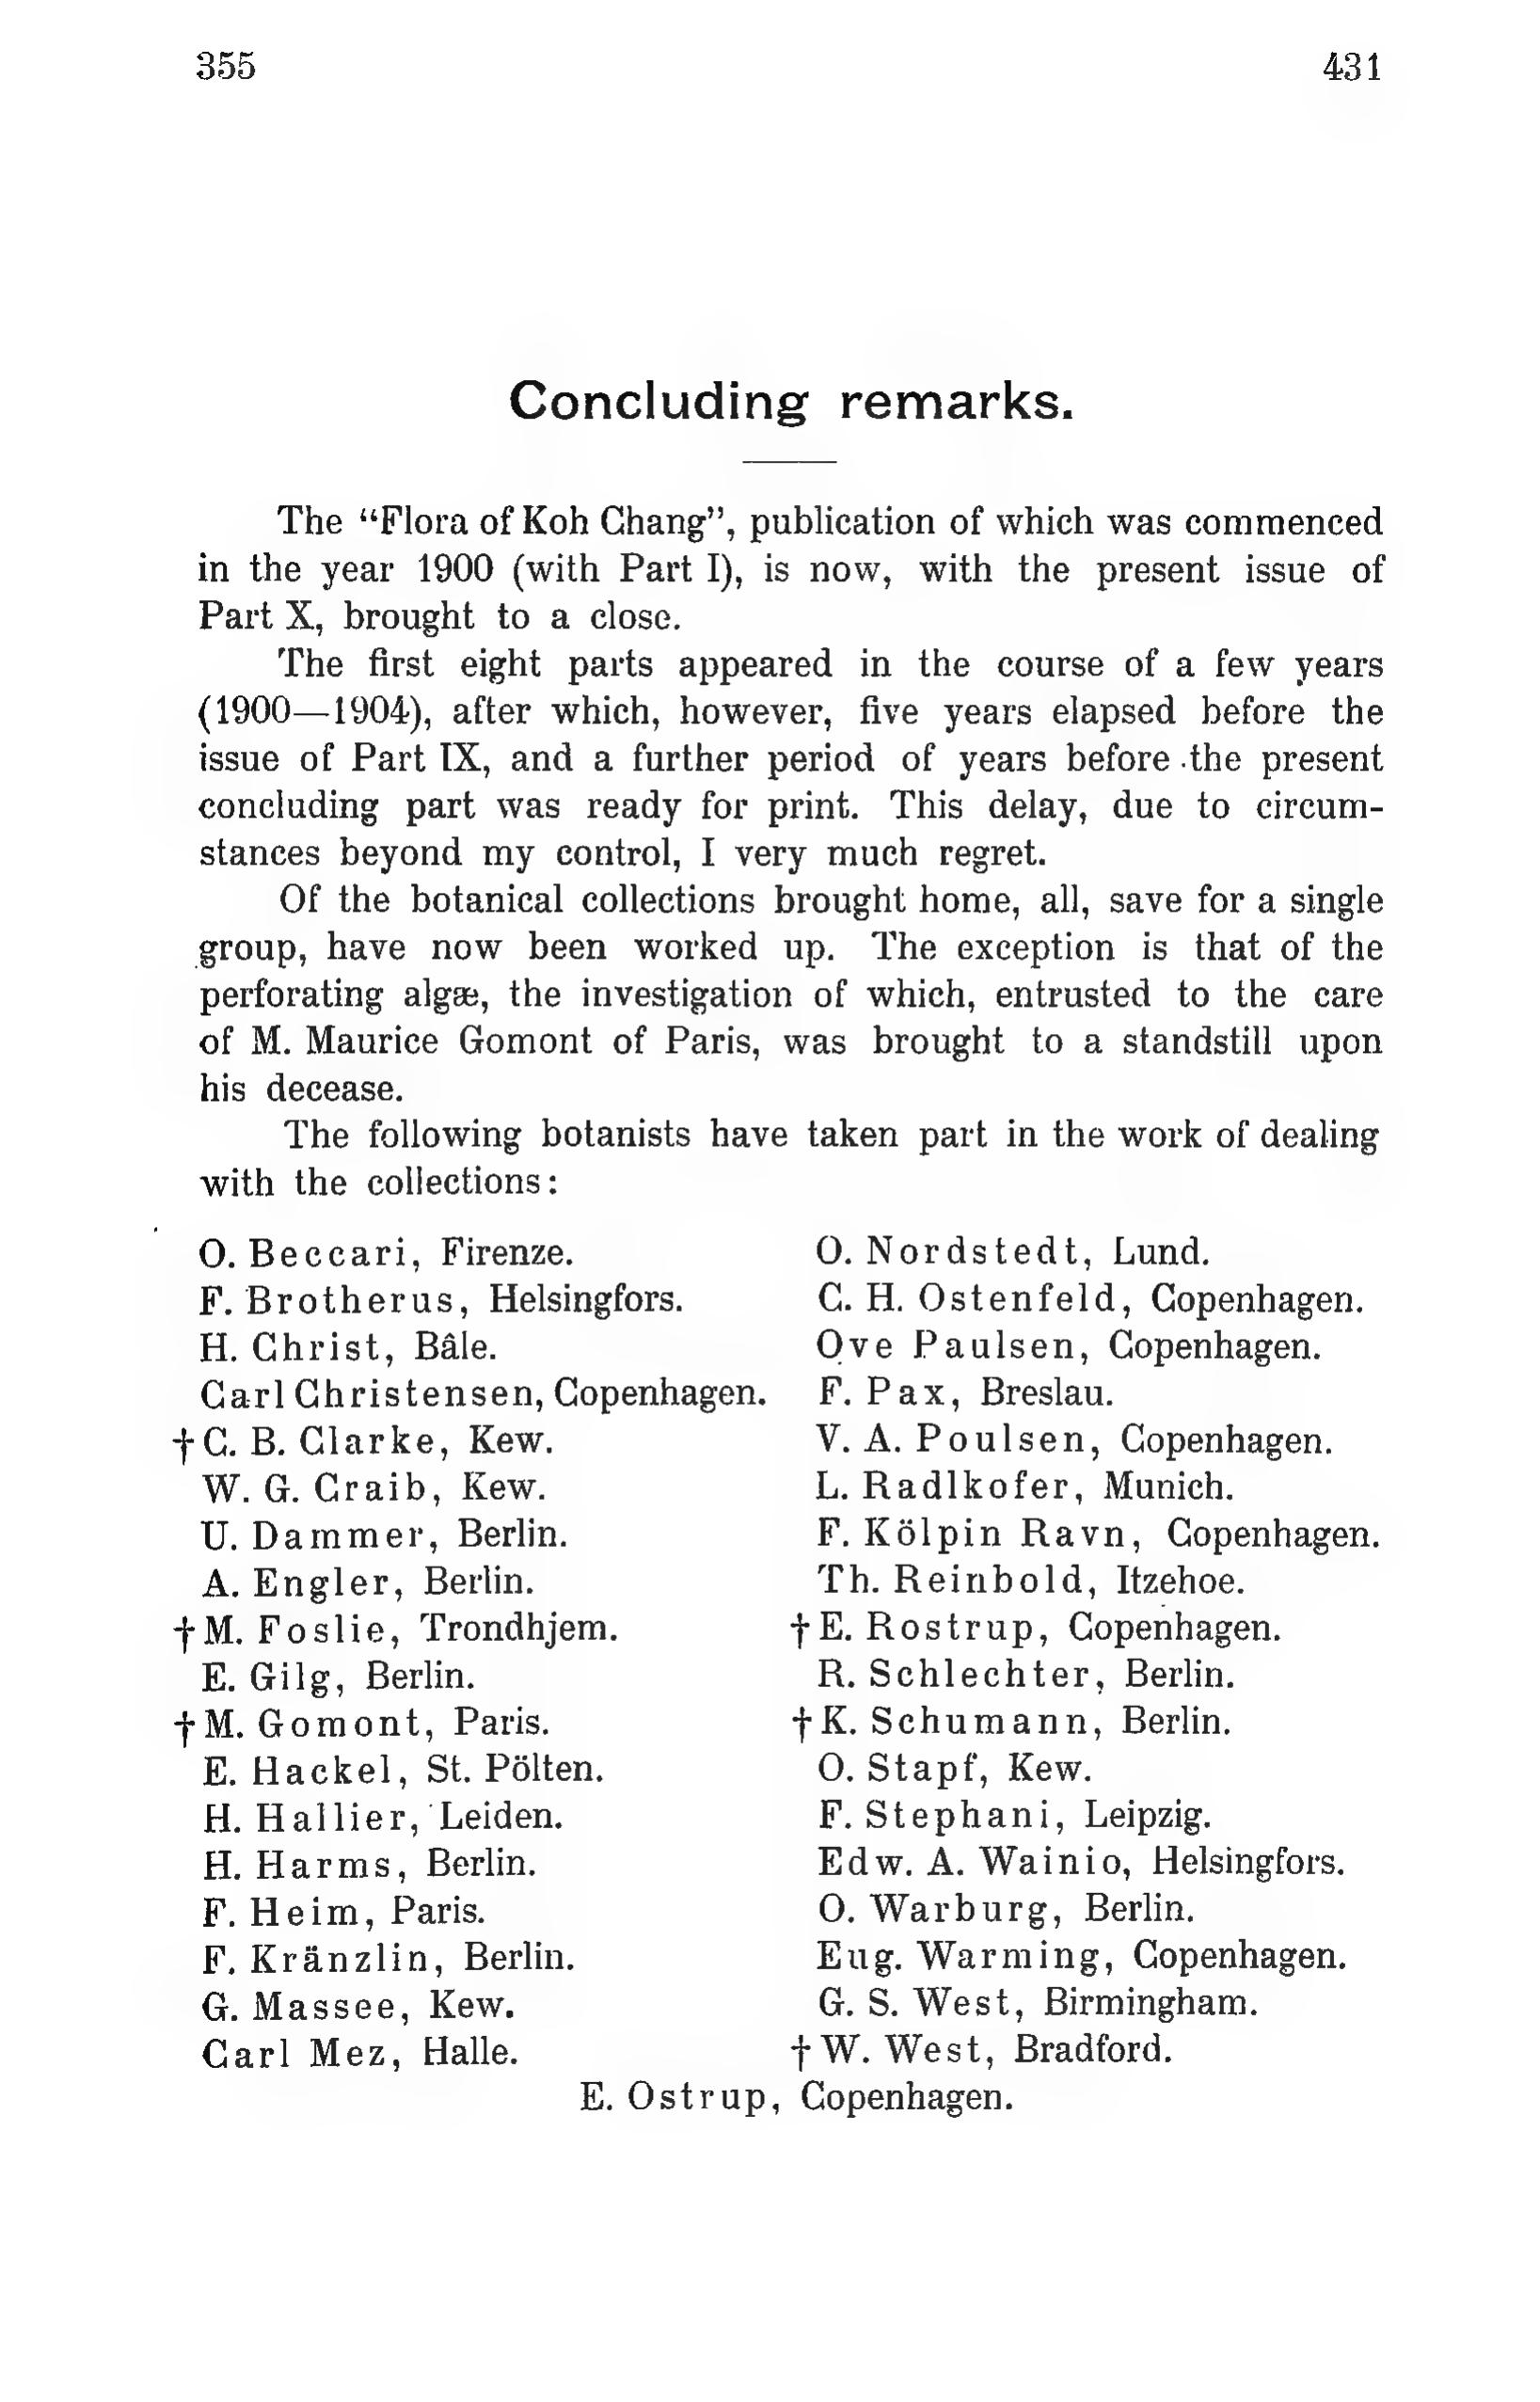 355 431
Concluding remarks.
The “Flora of Koh Chang”, publication of which was commenced
in the year 1900 (with Part I), is now, with the present issue of
Part X, brought to a close.
The first eight parts appeared in the course of a few years
(1900—1904), after which, however, five years elapsed before the
issue of Part IX, and a further period of years before the present
concluding part was ready for print. This delay, due to circum-
stances beyond my control, I very much regret.
Of the botanical collections brought home, all, save for a single
group, have now been worked up. The exception is that of the
perforating algæ, the investigation of which, entrusted to the care
of M. Maurice Gomont of Paris, was brought to a standstill upon
his decease.
The following botanists have taken part in the work of dealing
with the collections:
O. Beccari, Firenze.
F. Brotherus, Helsingfors.
H. Christ, Bâle.
Carl Christensen, Copenhagen.
† C. B. Clarke, Kew.
W. G. Craib, Kew.
U. Dammer, Berlin.
A. Engler, Berlin.
† M. Foslie, Trondhjem.
E. Gilg, Berlin.
† M. Gomont, Paris.
E. Hackel, St. Pölten.
H. Hallier, Leiden.
H. Harms, Berlin.
F. Heim, Paris.
F. Kränzlin, Berlin.
G. Massee, Kew.
Carl Mez, Halle.
O. Nordstedt, Lund.
C. H. Ostenfeld, Copenhagen.
Ove Paulsen, Copenhagen.
F. Pax, Breslau.
V. A. Poulsen, Copenhagen.
L. Radlkofer, Munich.
F. Kölpin Ravn, Copenhagen.
Th. Reinbold, Itzehoe.
† E. Rostrup, Copenhagen.
R. Schlechter, Berlin.
† K. Schumann, Berlin.
O. Stapf, Kew.
F. Stephani, Leipzig.
Edw. A. Wainio, Helsingfors.
O. Warburg, Berlin.
Eug. Warming, Copenhagen.
G. S. West, Birmingham.
† W. West, Bradford.
E. Ostrup, Copenhagen.